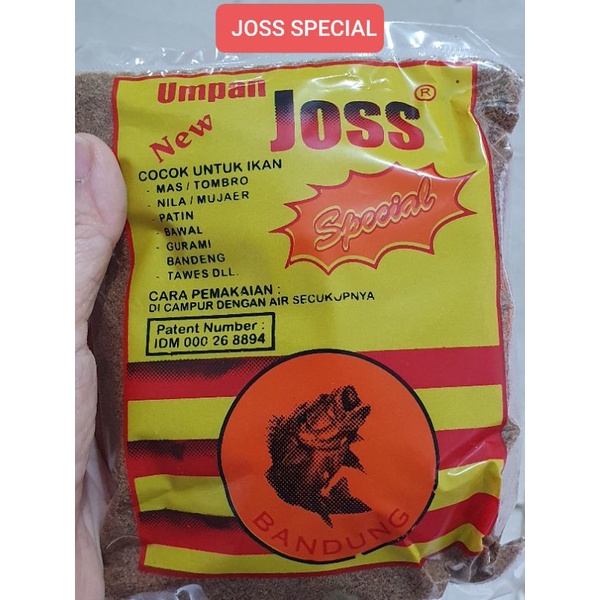 JOSS SPECIAL
Umpan
New
Joss®
COCOK UNTUK IKAN
- MAS / TOMBRO
- NILA / MUJAER
- PATIN
- BAWAL
- GURAMI
BANDENG
- TAWES DLL.
Special
CARA PEMAKAIAN :
DI CAMPUR DENGAN AIR SECUKUPNYA
Patent Number :
IDM 000 26 8894
BANDUNG